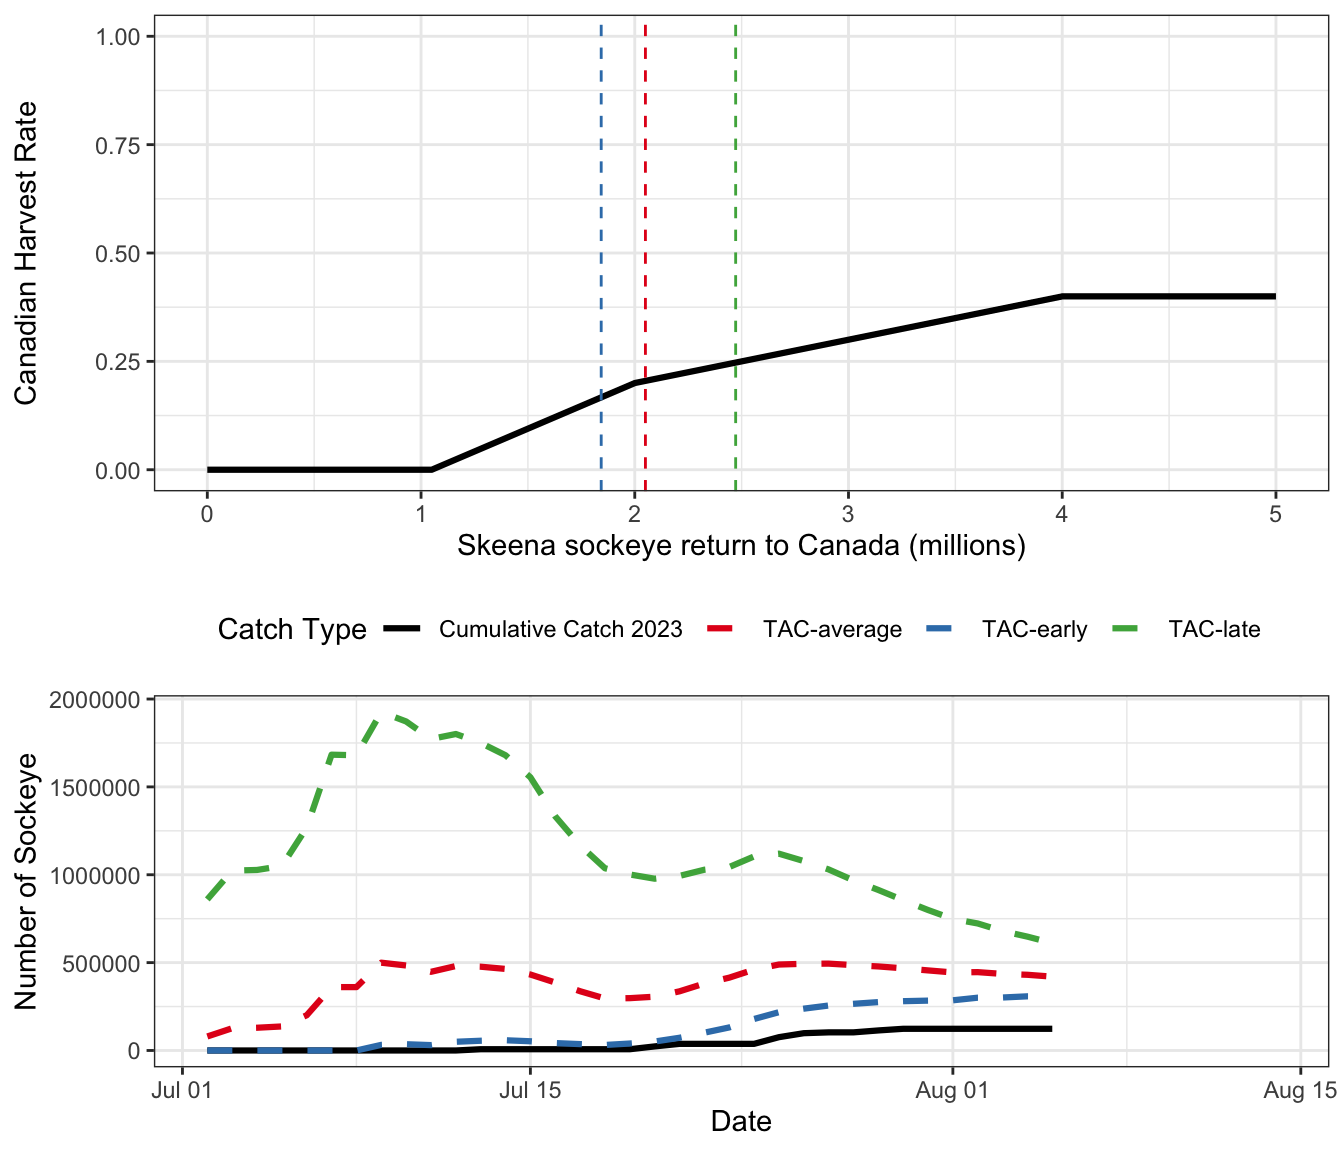 Canadian Harvest Rate
1.00
0.75
0.50
0.25
0.00
0 1 2 3 4 5
Skeena sockeye return to Canada (millions)
Catch Type Cumulative Catch 2023 TAC-average TAC-early TAC-late
Number of Sockeye
2000000
1500000
1000000
500000
0
Jul 01 Jul 15 Aug 01 Aug 15
Date